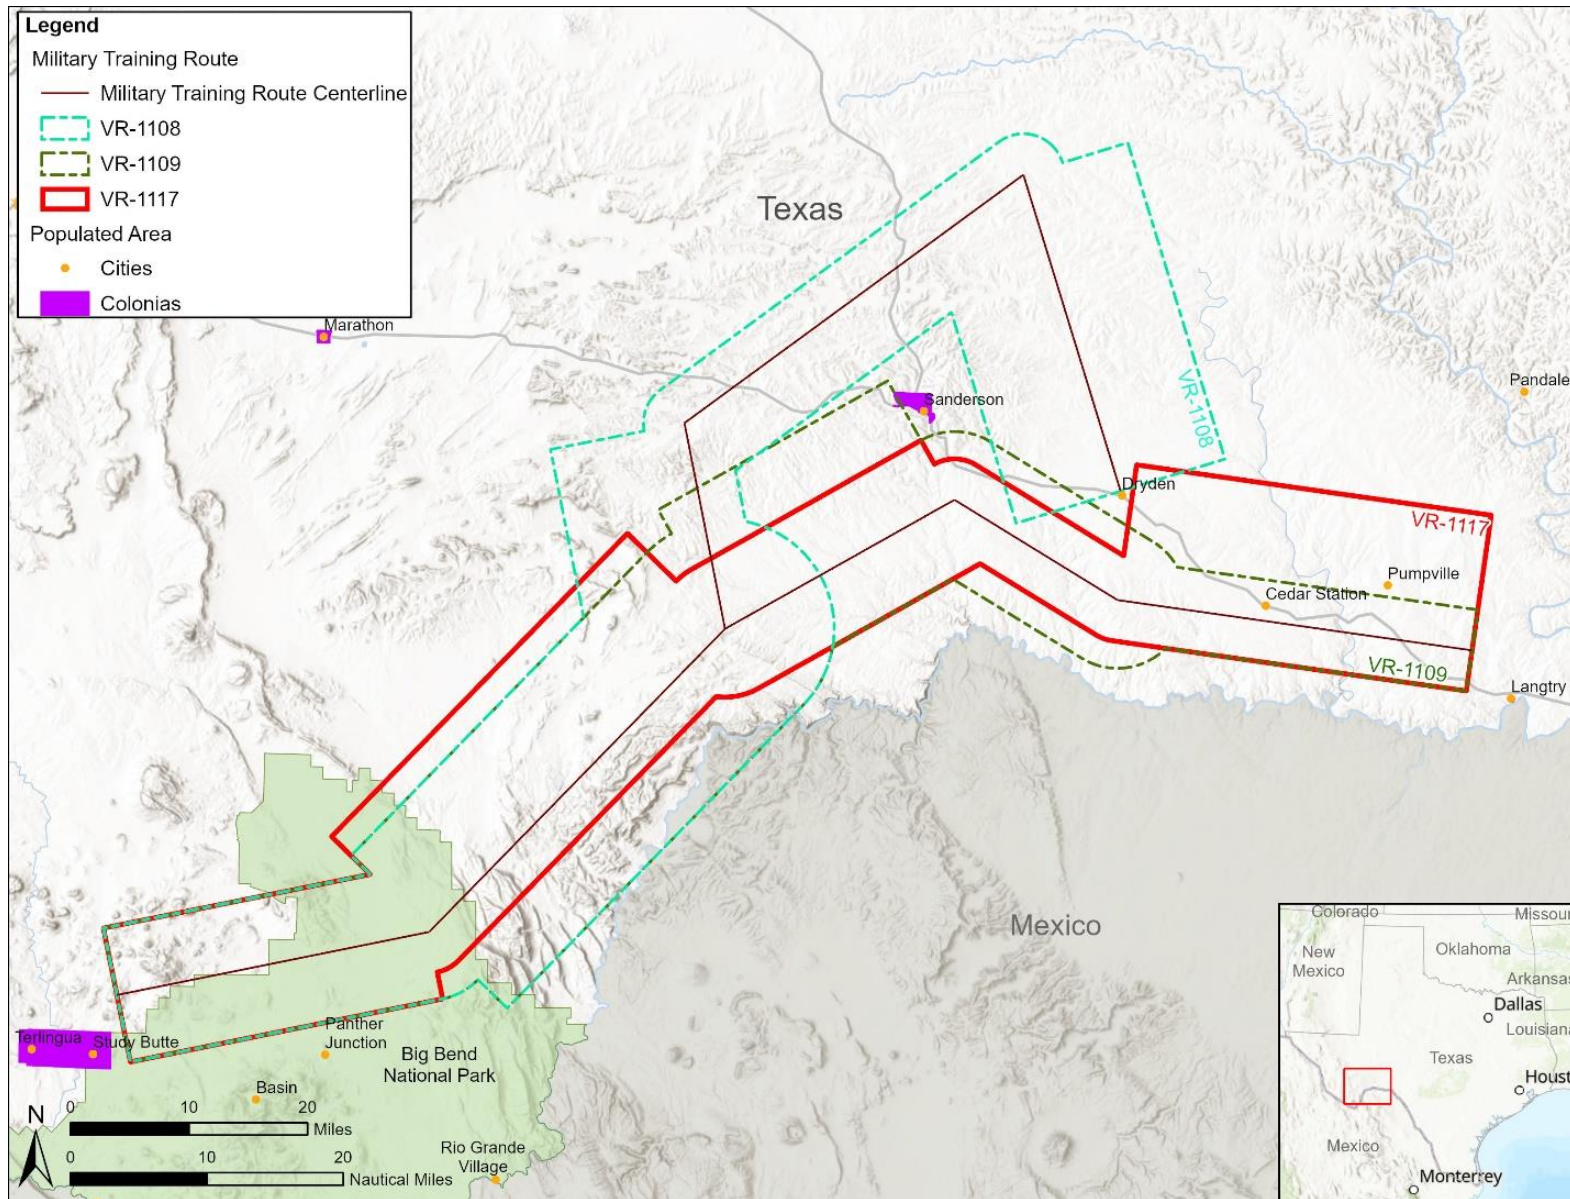 Legend
Military Training Route
Military Training Route Centerline
VR-1108
VR-1109
VR-1117
Populated Area
Cities
Colonias
Texas
Marathon
Sanderson
VR-1108
Pandale
Dryden
VR-1117
Pumpville
Cedar Station
VR-1109
Langtry
Mexico
Terlingua
Study Butte
Panther
Junction
Big Bend
National Park
Basin
Rio Grande
Village
N
0 10 20
Miles
0 10 20
Nautical Miles
Colorado
Missour
New
Mexico
Oklahoma
Arkansas
Dallas
Louisiana
Texas
Houst
Mexico
Monterrey